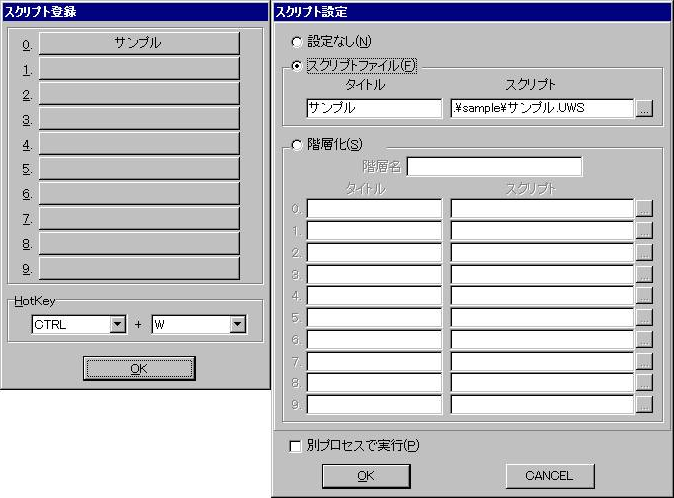 スクリプト登録
0. サンプル
1.
2.
3.
4.
5.
6.
7.
8.
9.
HotKey
CTRL + W
OK
スクリプト設定
設定なし(N)
スクリプトファイル(F)
タイトル スクリプト
サンプル .¥sample¥サンプル.UWS ...
階層化(S)
階層名
タイトル スクリプト
0. ...
1. ...
2. ...
3. ...
4. ...
5. ...
6. ...
7. ...
8. ...
9. ...
別プロセスで実行(P)
OK CANCEL